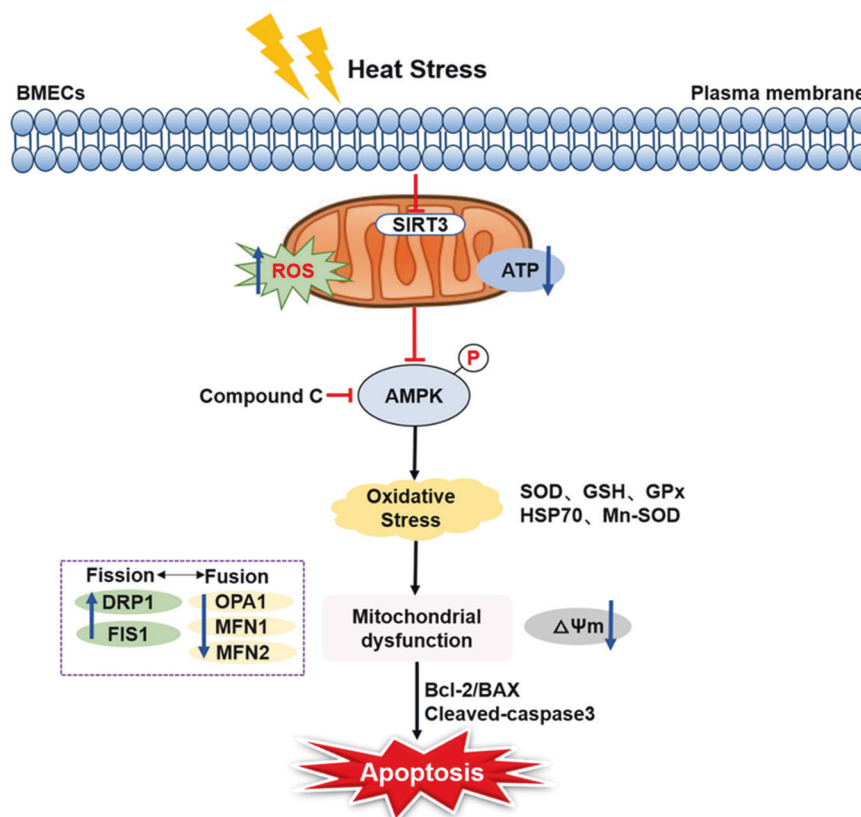 Heat Stress
BMECs
Plasma membrane
SIRT3
ROS
ATP
P
Compound C
AMPK
Oxidative
Stress
SOD、GSH、GPx
HSP70、Mn-SOD
Fission
Fusion
DRP1
FIS1
OPA1
MFN1
MFN2
Mitochondrial
dysfunction
△Ψm
Bcl-2/BAX
Cleaved-caspase3
Apoptosis